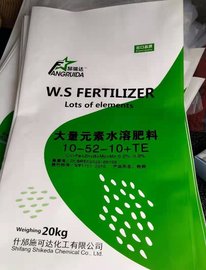 FANGRUIDA
W.S FERTILIZER
Lots of elements
大量元素水溶肥料
10-52-10+TE
Weighing 20kg
什邡施可达化工有限公司
Shifang Shikeda Chemical Co., Ltd.